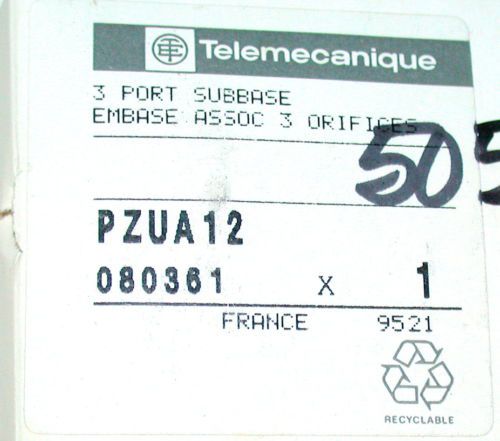 Telemecanique
3 PORT SUBBASE
EMBASE ASSOC 3 ORIFICES
50
PZUA12
080361 X 1
FRANCE 9521
RECYCLABLE